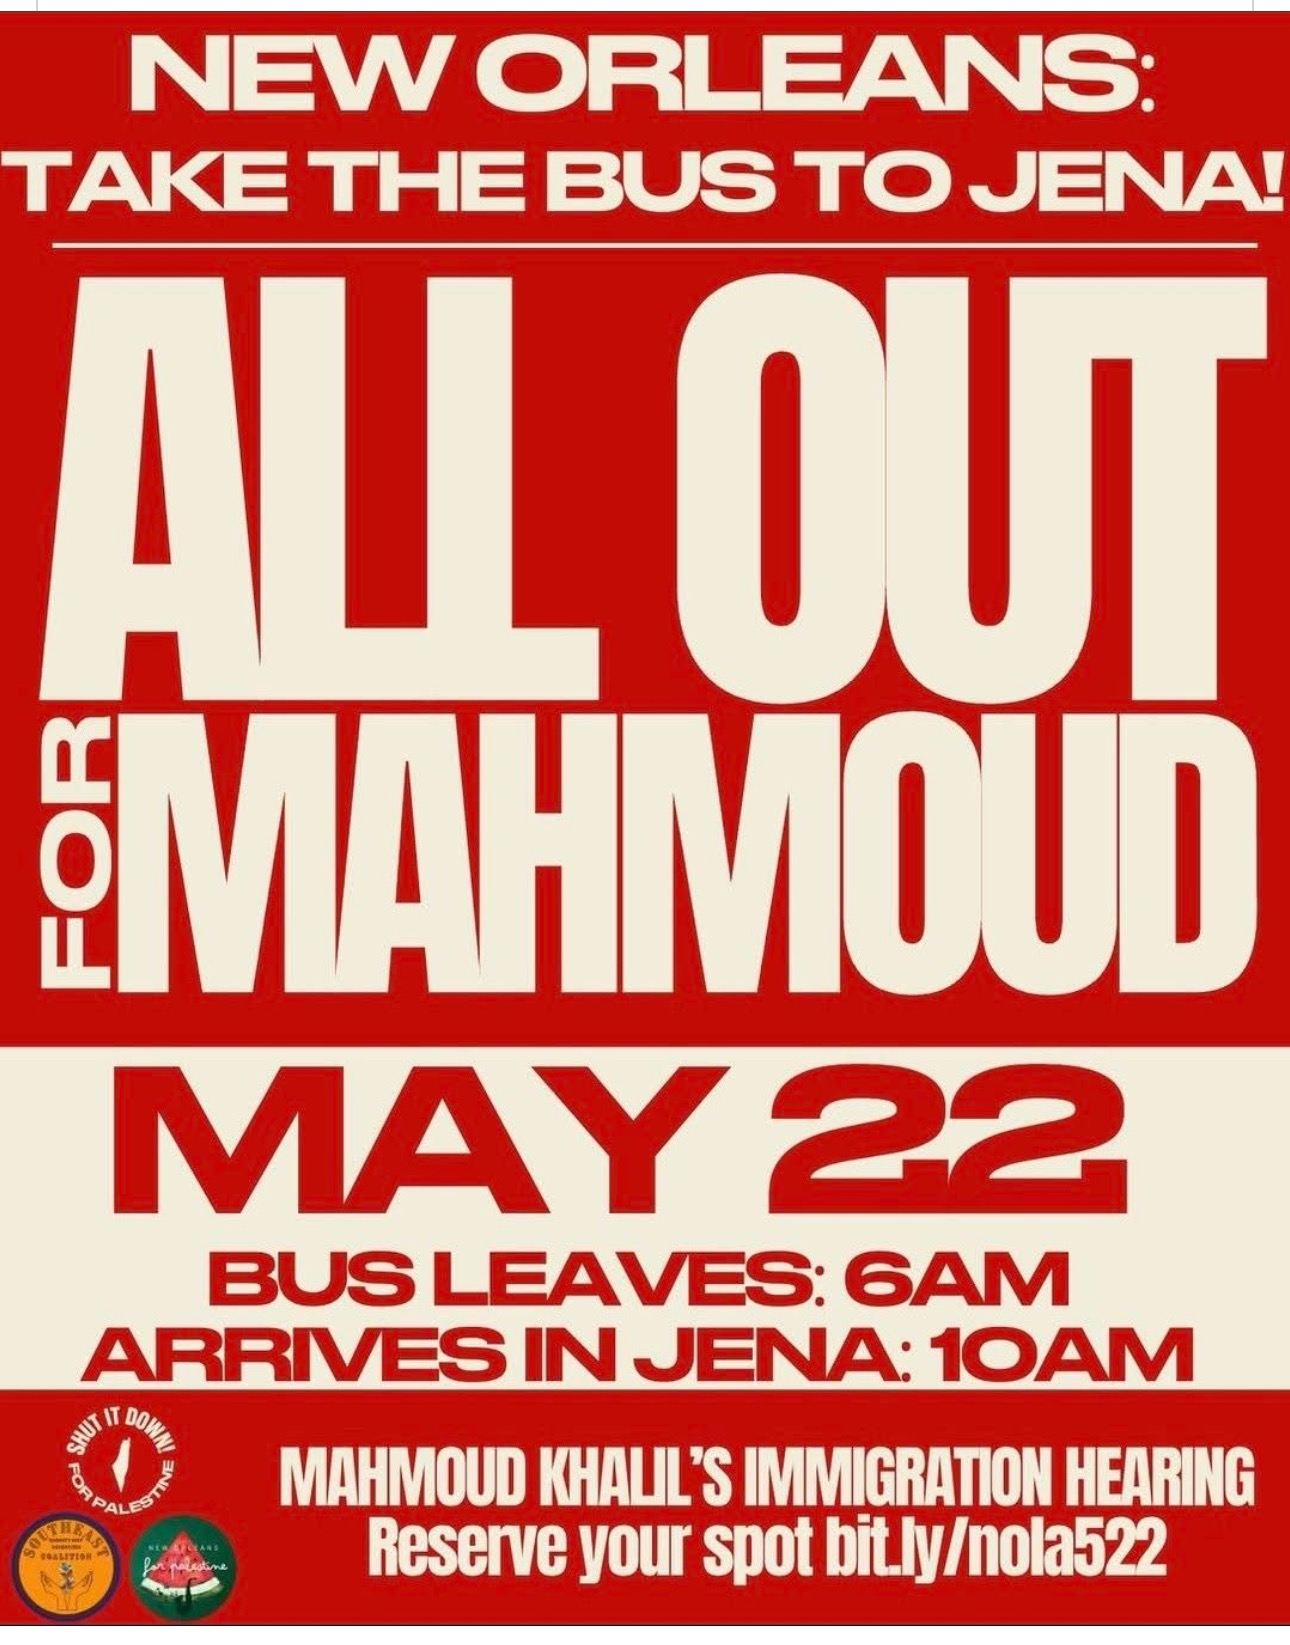 NEW ORLEANS:
TAKE THE BUS TO JENA!
ALL OUT
FOR
MAHMOUD
MAY 22
BUS LEAVES: 6AM
ARRIVES IN JENA: 10AM
SHUT IT DOWN!
FOR PALESTINE
MAHMOUD KHALIL'S IMMIGRATION HEARING
Reserve your spot bit.ly/nola522
SOUTHEAST
COALITION
NEW ORLEANS
for palestine